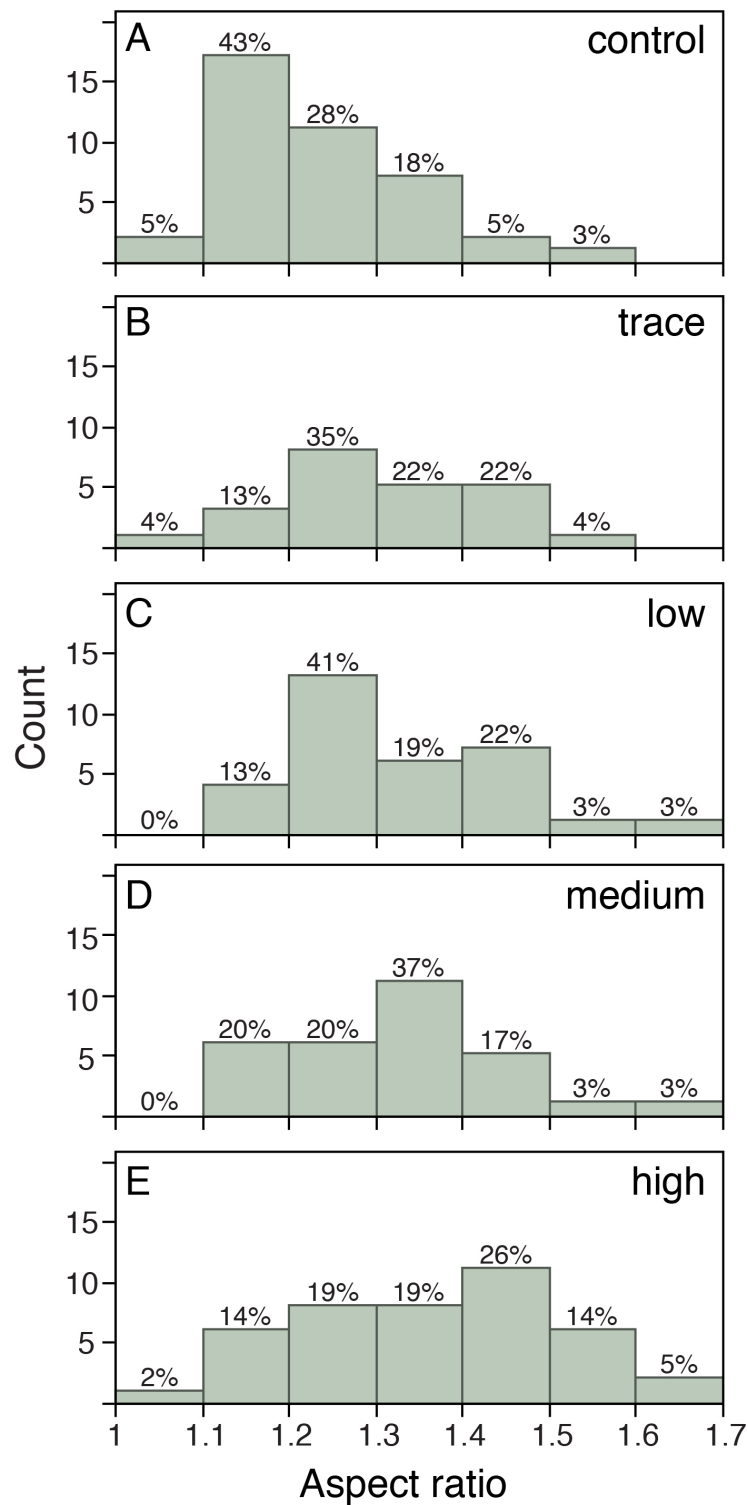 A control
43%
15
28%
10
18%
5
5% 5% 3%
B trace
15
10
35%
22% 22%
5
13%
4% 4%
C low
15
41%
10
22%
19%
5
13%
0% 3% 3%
Count
D medium
15
37%
10
20% 20% 17%
5
0% 3% 3%
E high
15
26%
10
19% 19%
14% 14%
5
2% 5%
1 1.1 1.2 1.3 1.4 1.5 1.6 1.7
Aspect ratio